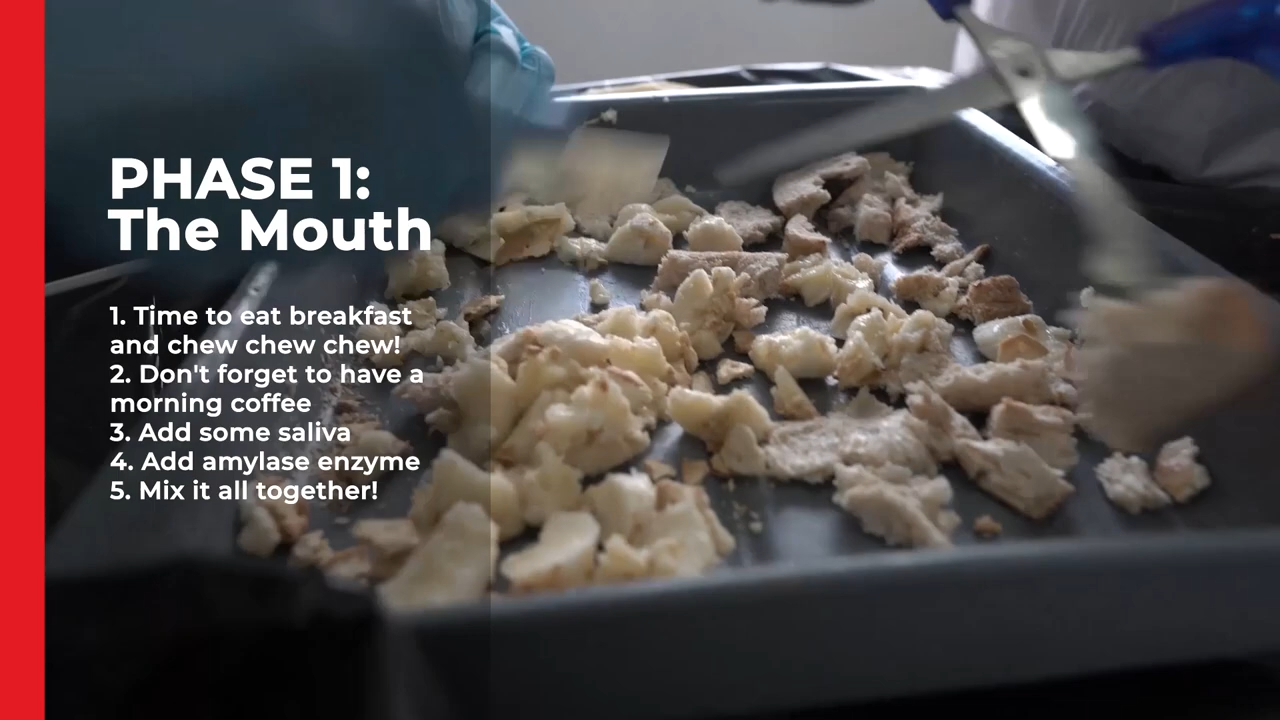 PHASE 1:
The Mouth
1. Time to eat breakfast
and chew chew chew!
2. Don't forget to have a
morning coffee
3. Add some saliva
4. Add amylase enzyme
5. Mix it all together!